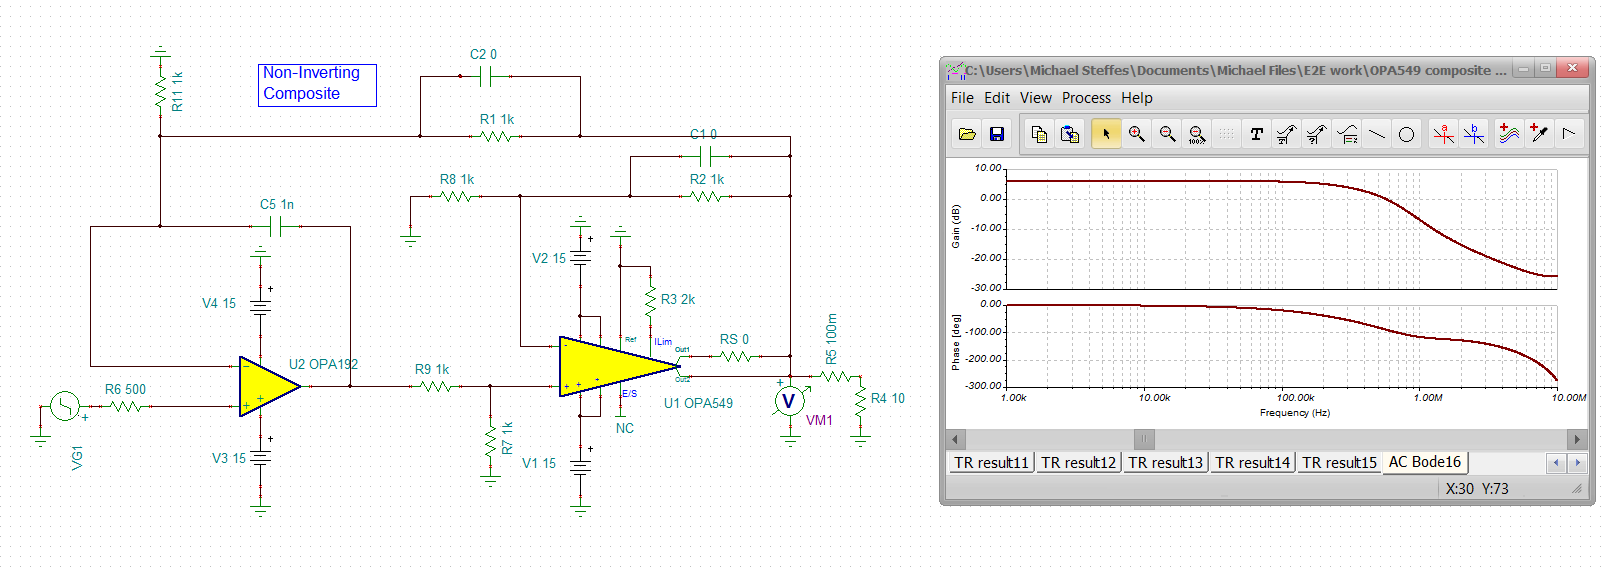 Non-Inverting
Composite
R11 1k
C2 0
R1 1k
C1 0
R8 1k
R2 1k
C5 1n
V2 15
+
V4 15
+
R3 2k
Ref
ILim
Out1
Out2
RS 0
R5 100m
U2 OPA192
R6 500
R9 1k
E/S
U1 OPA549
NC
+
V
VM1
R4 10
VG1
+
V3 15
+
R7 1k
V1 15
+
C:\Users\Michael Steffes\Documents\Michael Files\E2E work\OPA549 composite ...
File Edit View Process Help
100%
T
a
b
10.00
0.00
-10.00
-20.00
-30.00
Gain (dB)
0.00
-100.00
-200.00
-300.00
Phase [deg]
1.00k 10.00k 100.00k 1.00M 10.00M
Frequency (Hz)
TR result11 TR result12 TR result13 TR result14 TR result15 AC Bode16
X:30 Y:73